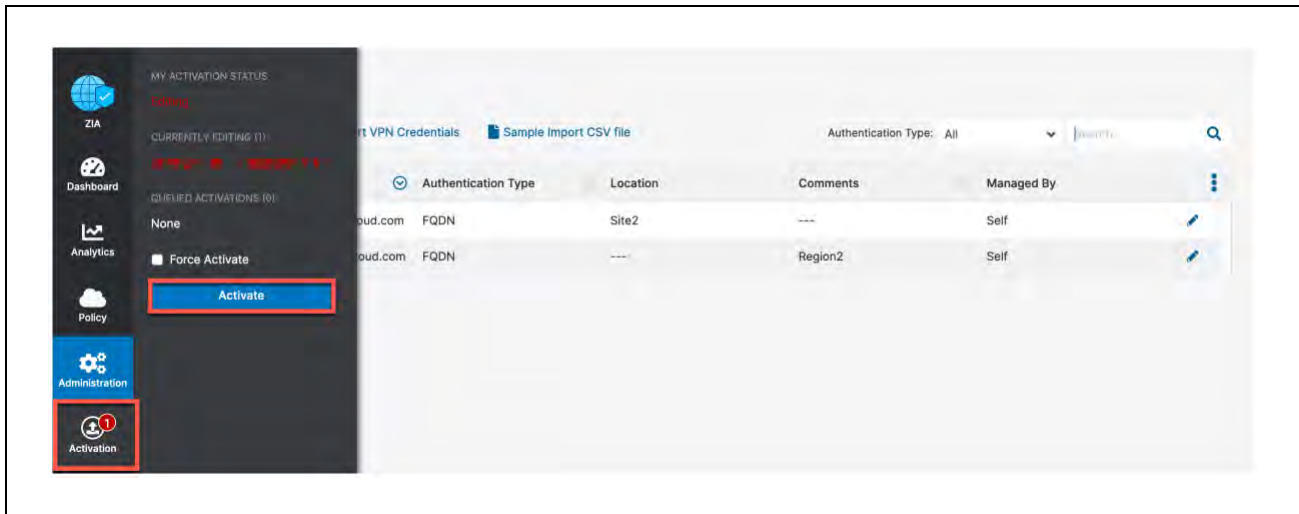 ZIA
Dashboard
Analytics
Policy
Administration
1
Activation
MY ACTIVATION STATUS
CURRENTLY EDITING (1)
QUEUED ACTIVATIONS (0)
None
Force Activate
Activate
rt VPN Credentials Sample Import CSV file Authentication Type: All
Authentication Type Location Comments Managed By
oud.com FQDN Site2 --- Self
oud.com FQDN --- Region2 Self